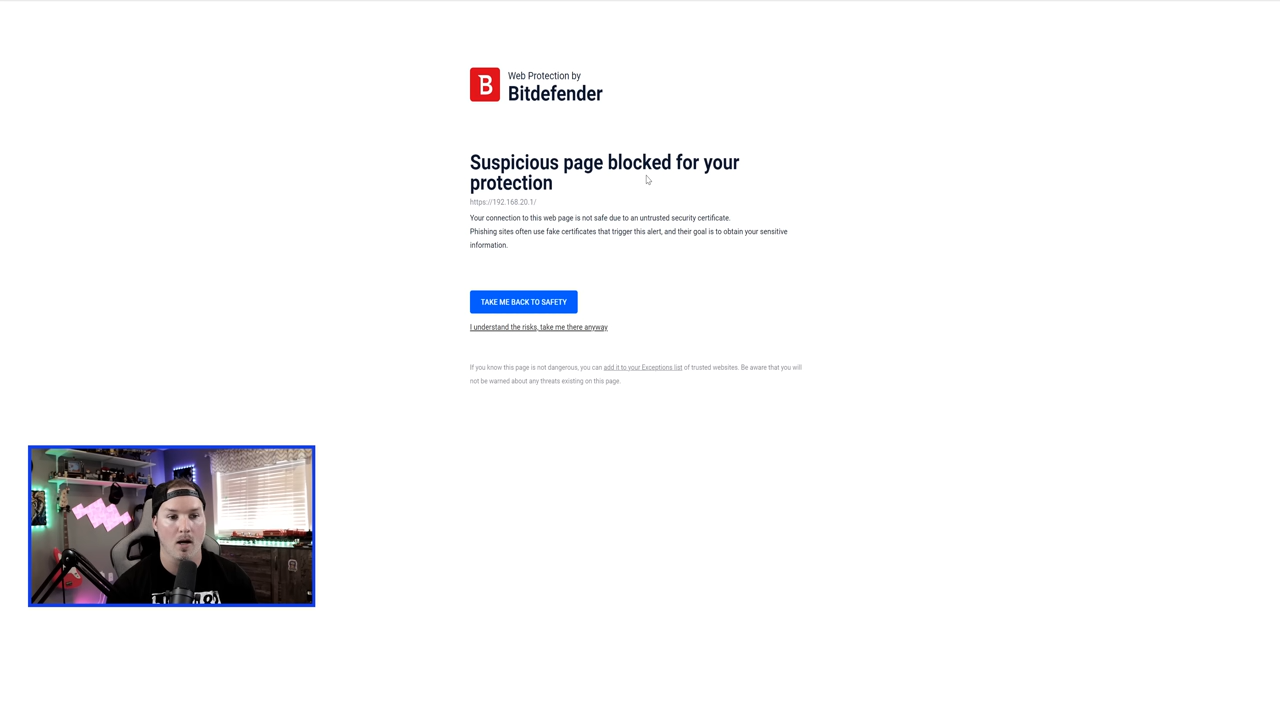 Web Protection by
Bitdefender
Suspicious page blocked for your
protection
https://192.168.20.1/
Your connection to this web page is not safe due to an untrusted security certificate.
Phishing sites often use fake certificates that trigger this alert, and their goal is to obtain your sensitive
information.
TAKE ME BACK TO SAFETY
I understand the risks, take me there anyway
If you know this page is not dangerous, you can add it to your Exceptions list of trusted websites. Be aware that you will
not be warned about any threats existing on this page.